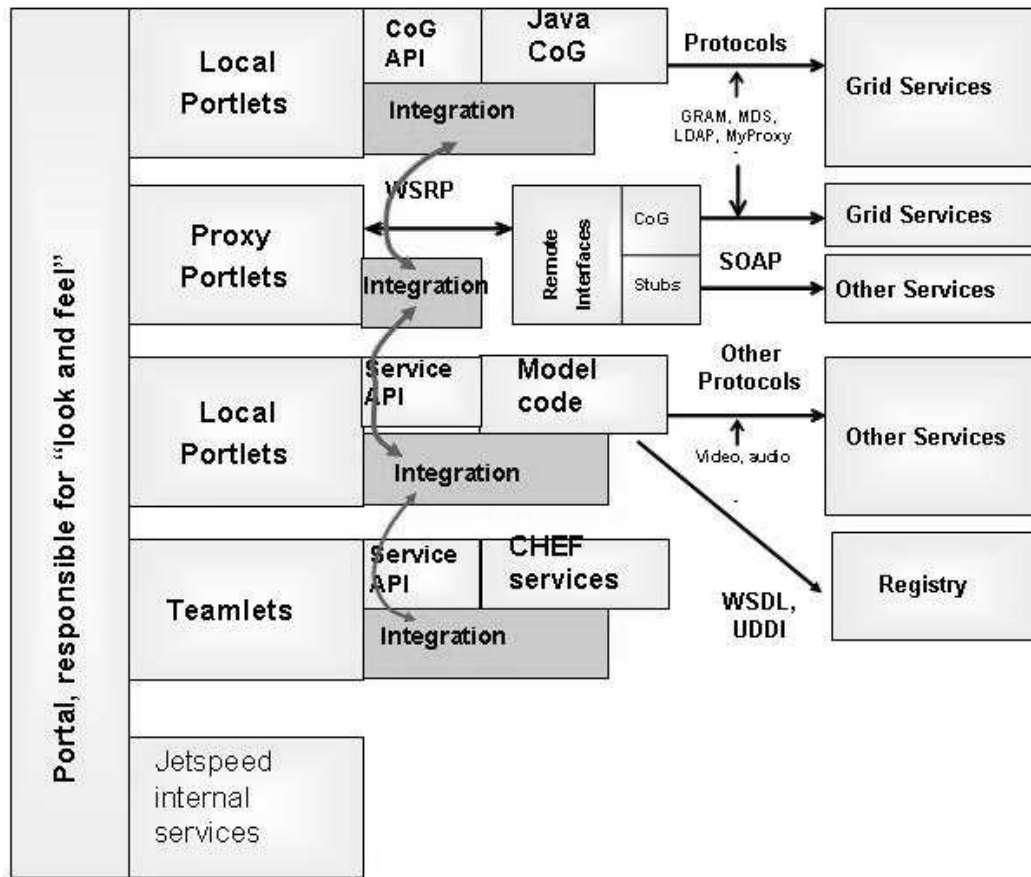 Portal, responsible for “look and feel”
Local
Portlets
CoG
API
Java
CoG
Integration
Protocols
GRAM, MDS,
LDAP, MyProxy
Grid Services
Proxy
Portlets
WSRP
Integration
Remote
Interfaces
CoG
Stubs
SOAP
Grid Services
Other Services
Local
Portlets
Service
API
Model
code
Integration
Other
Protocols
Video, audio
Other Services
Teamlets
Service
API
CHEF
services
Integration
WSDL,
UDDI
Registry
Jetspeed
internal
services